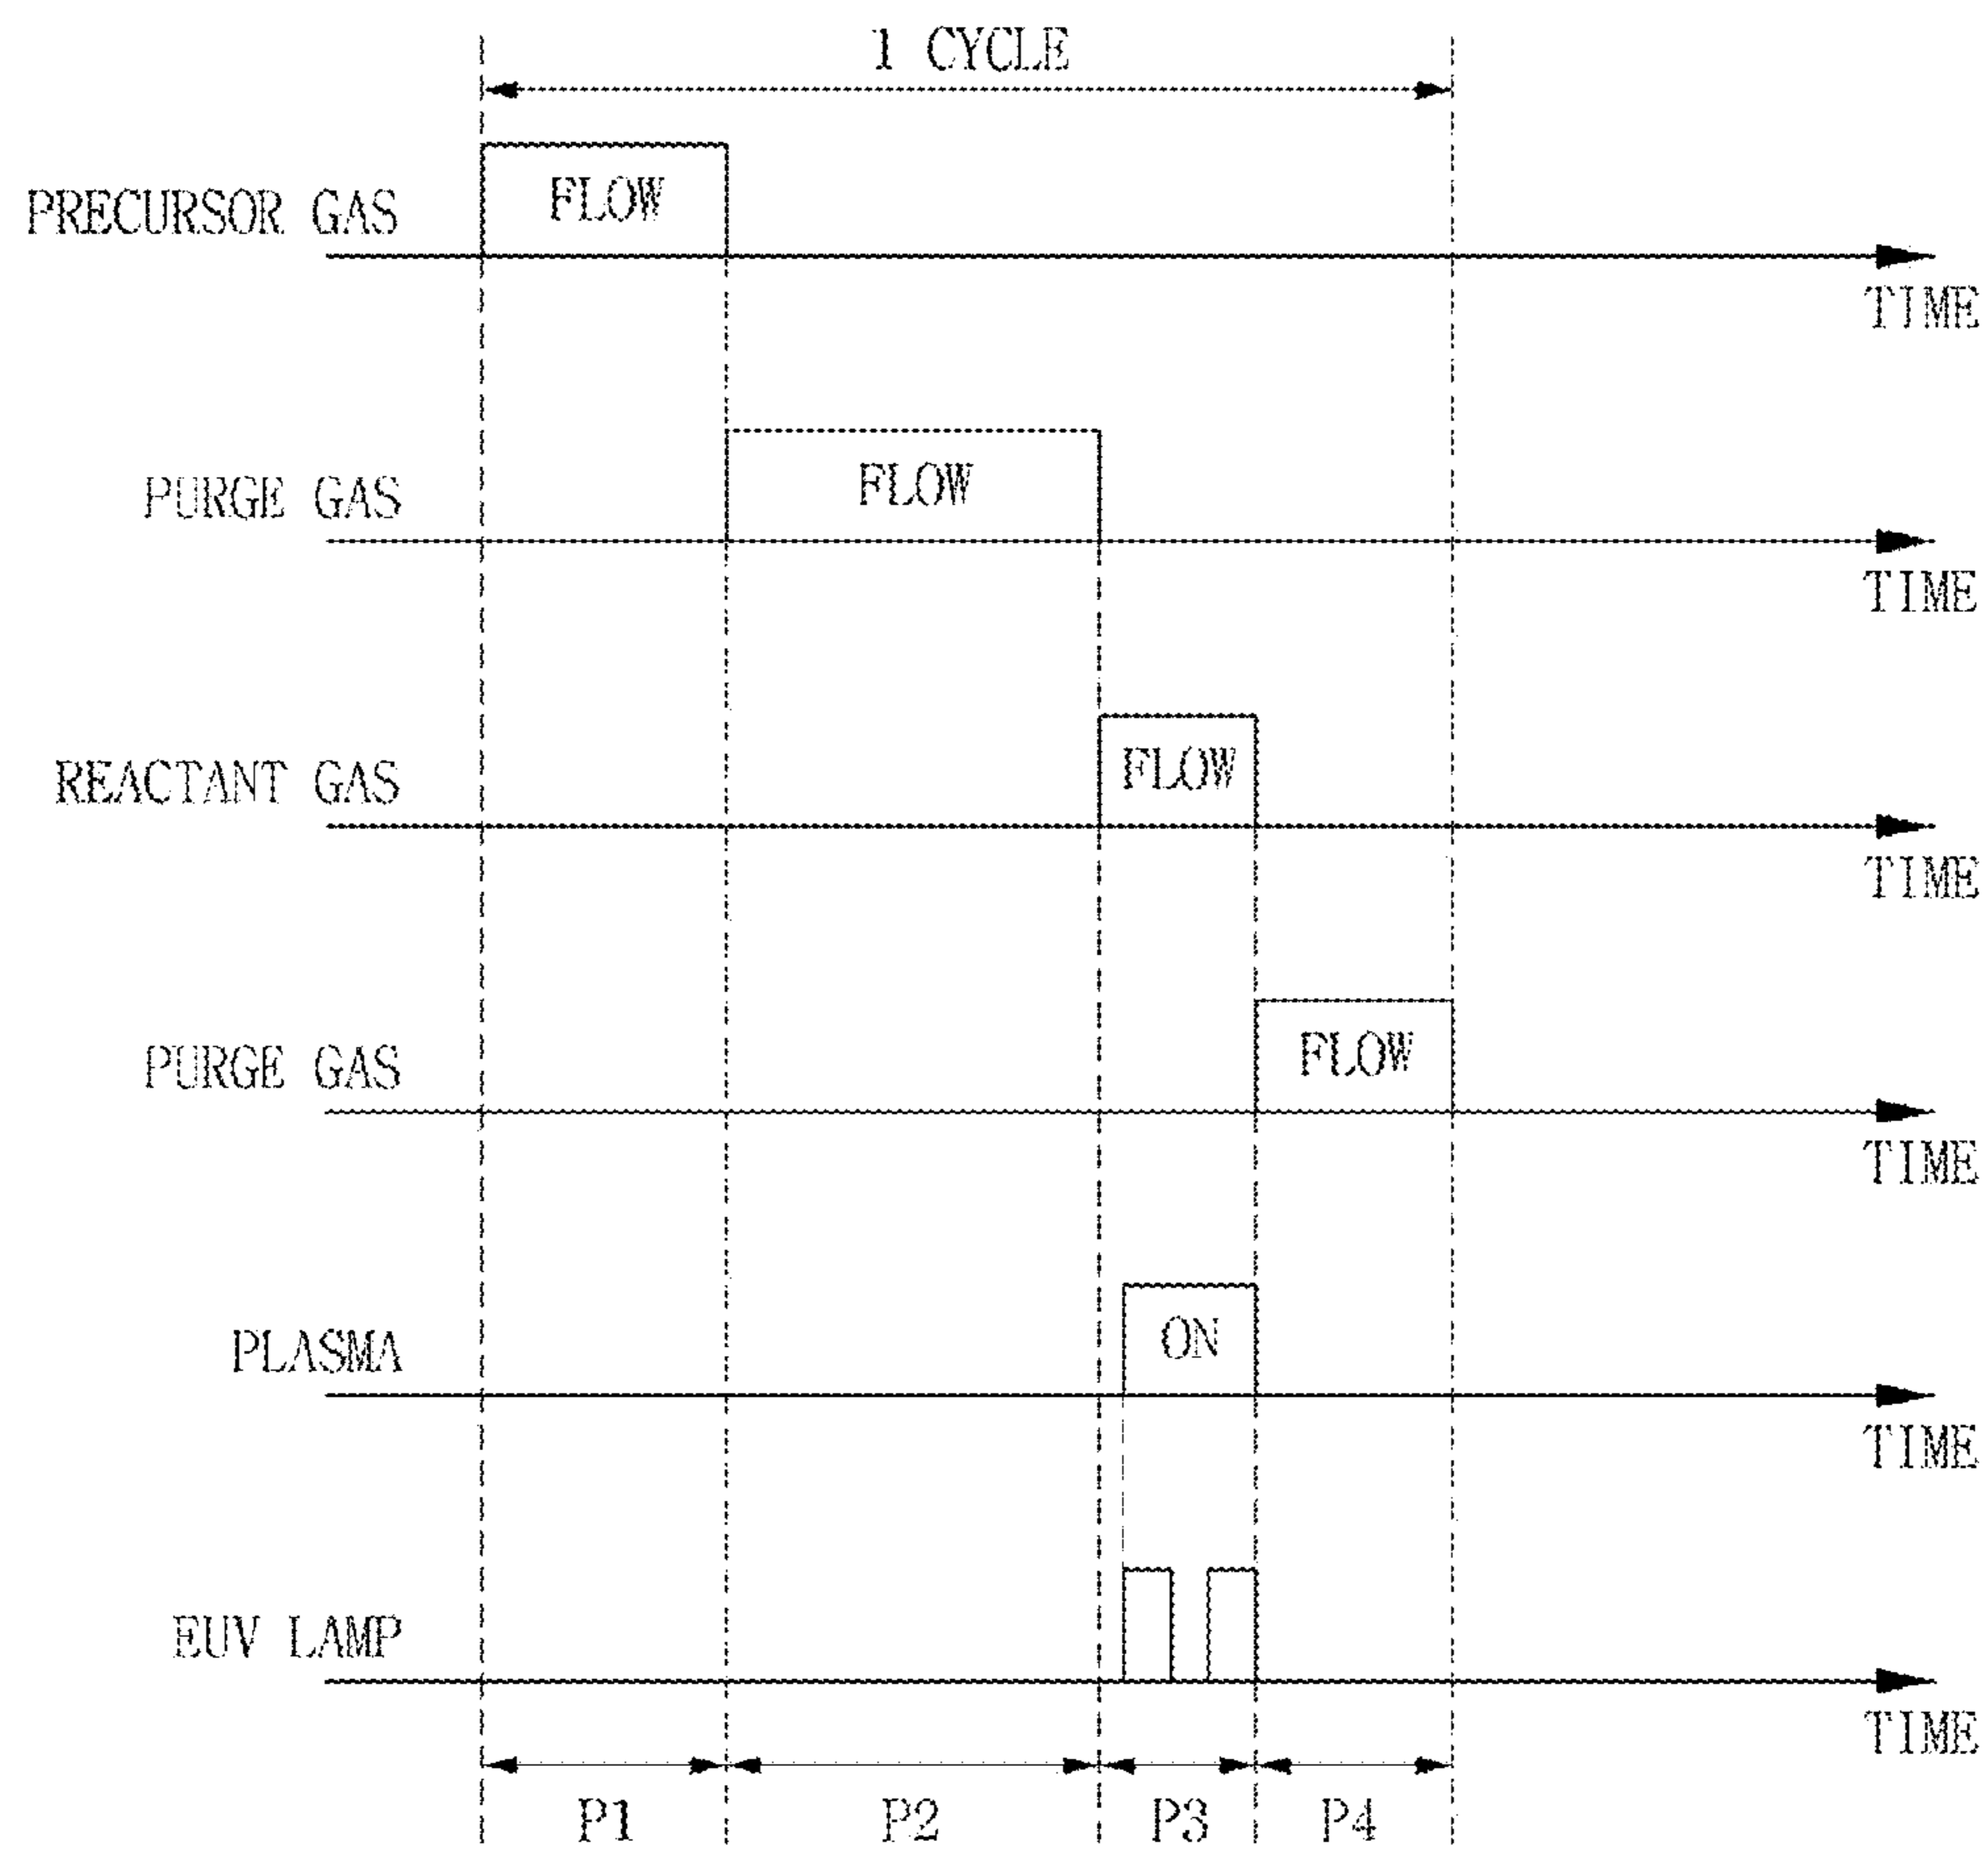 1 CYCLE
PRECURSOR GAS
FLOW
TIME
PURGE GAS
FLOW
TIME
REACTANT GAS
FLOW
TIME
PURGE GAS
FLOW
TIME
PLASMA
ON
TIME
EUV LAMP
TIME
P1 P2 P3 P4